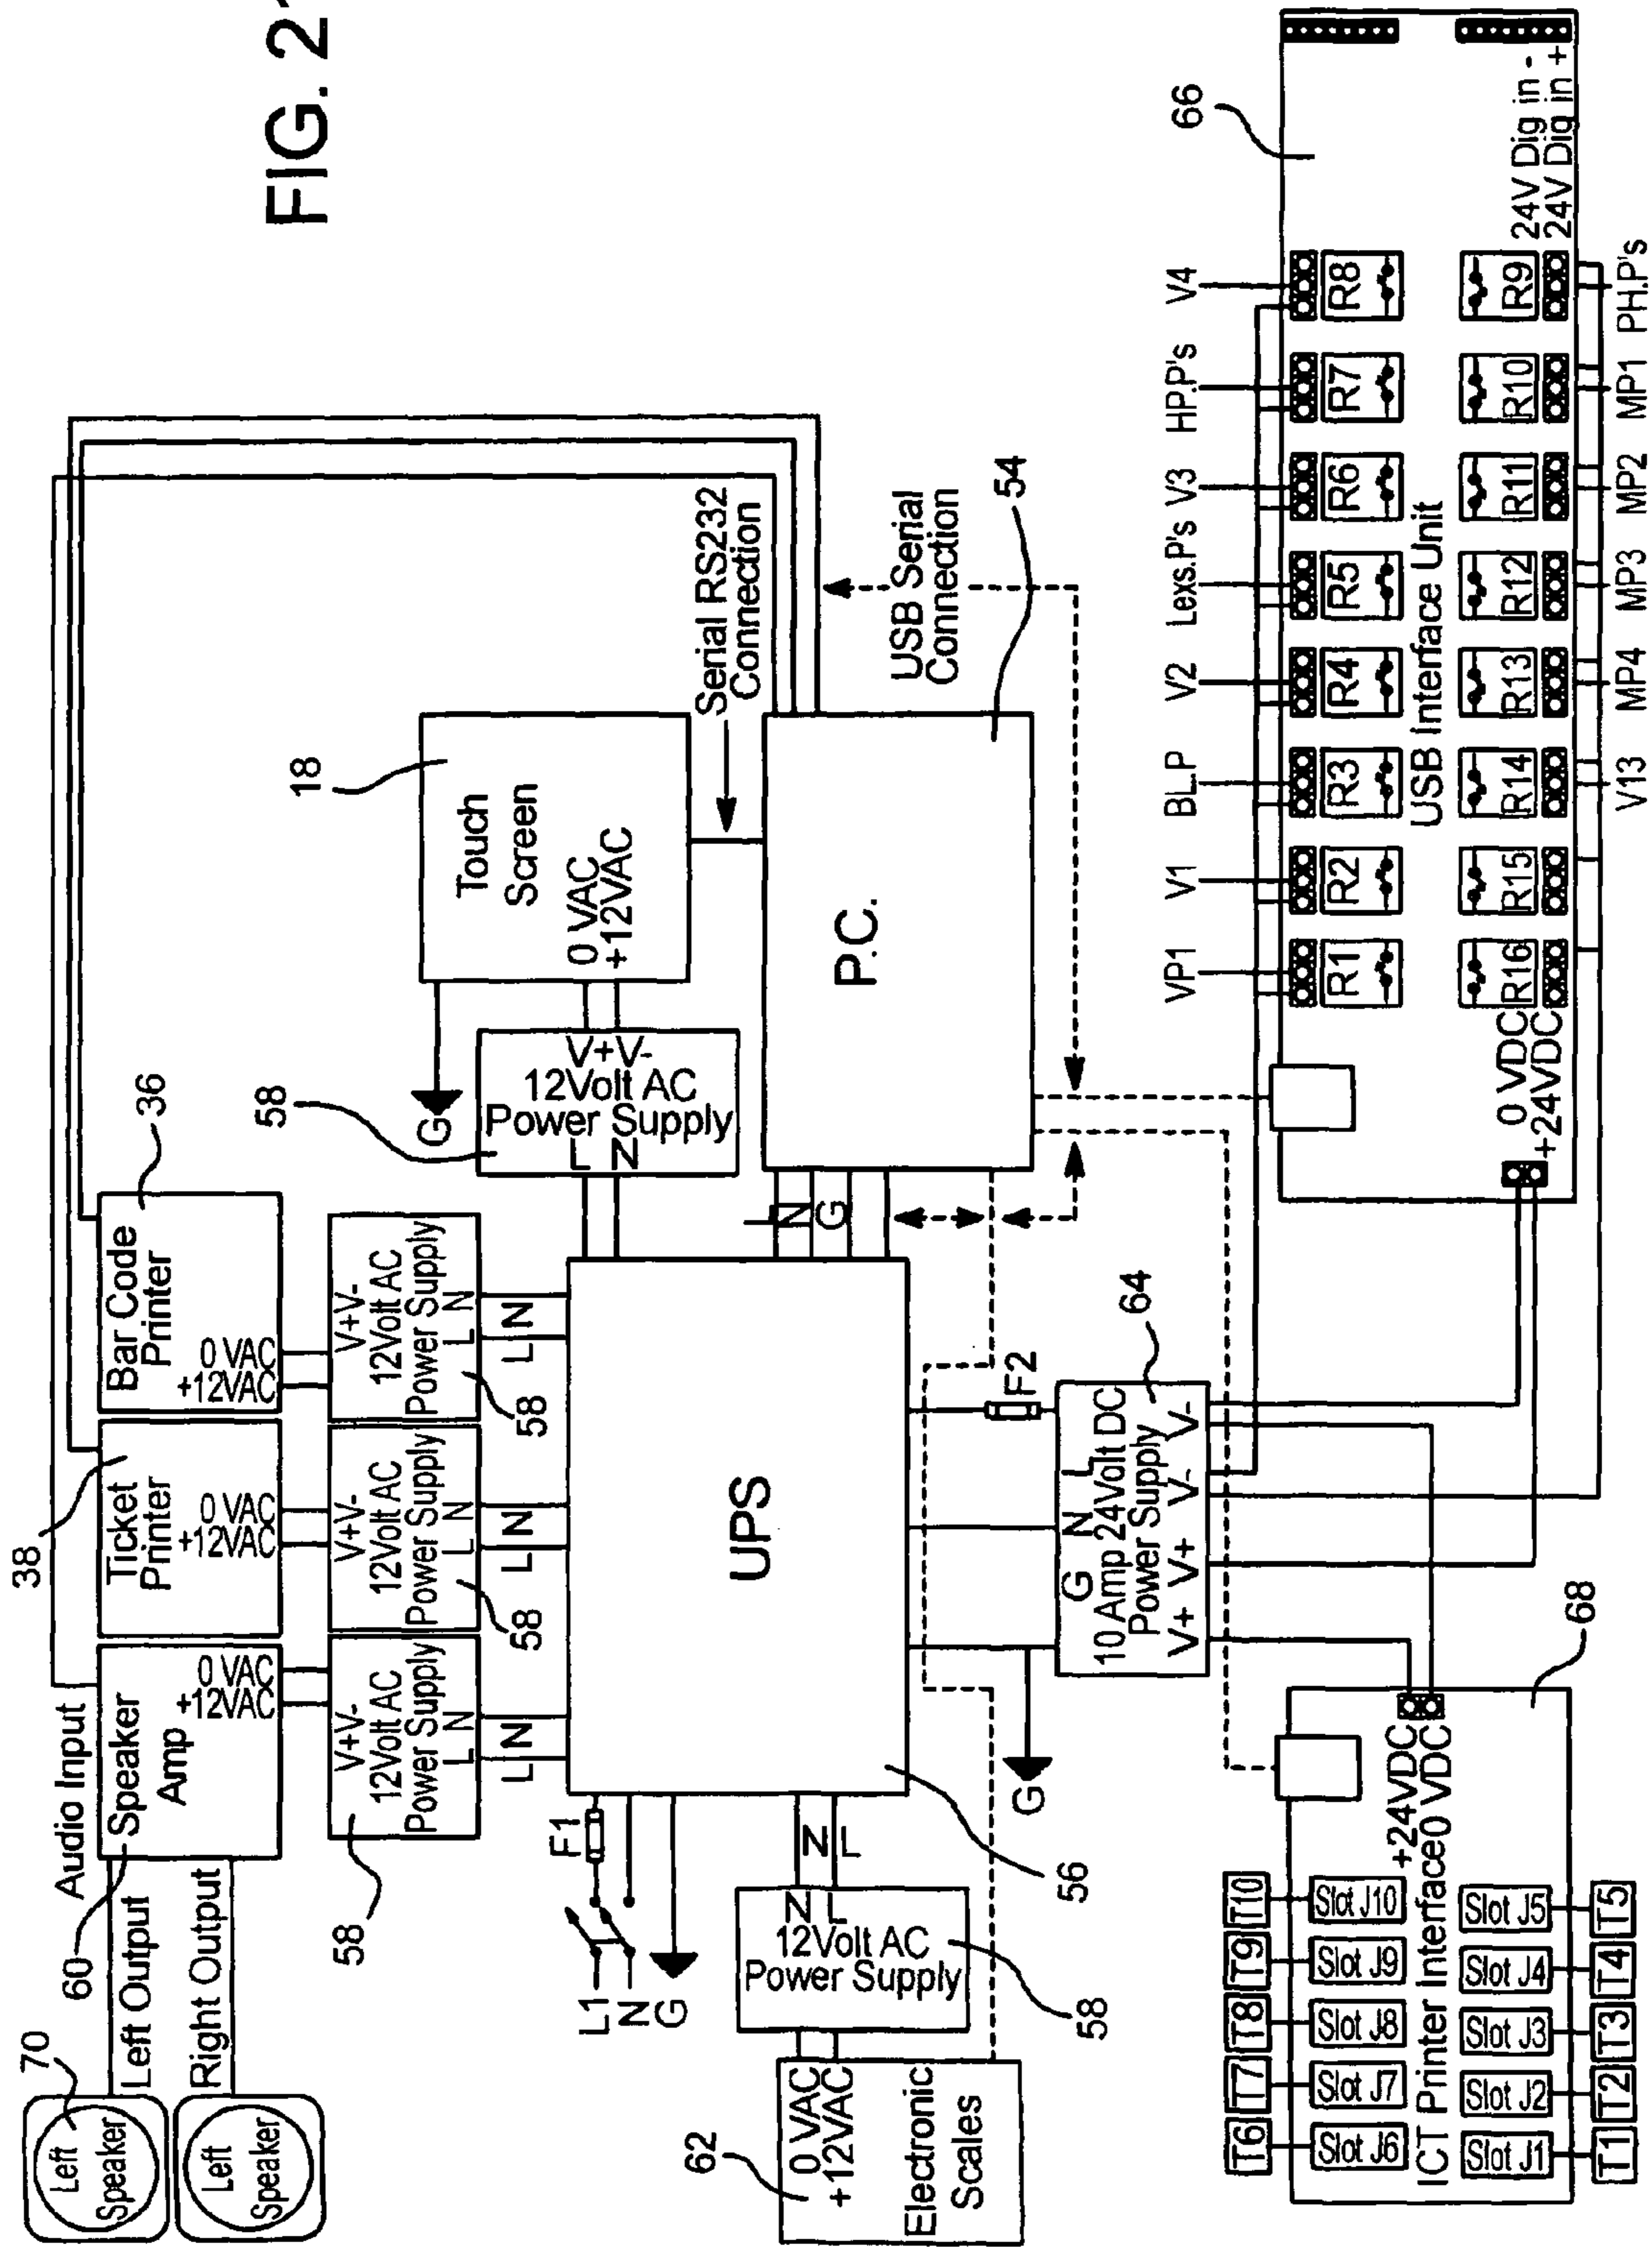 FIG. 2
70
Left
Speaker
Left
Speaker
Left Output
Right Output
60
Audio Input
Speaker
Amp
0 VAC
+12VAC
38
Ticket
Printer
0 VAC
+12VAC
36
Bar Code
Printer
0 VAC
+12VAC
V+V-
12Volt AC
Power Supply
L N
58
V+V-
12Volt AC
Power Supply
L N
58
V+V-
12Volt AC
Power Supply
L N
58
L N
L N
L N
F1
L1
N
G
UPS
56
18
Touch
Screen
0 VAC
+12VAC
G
58
V+V-
12Volt AC
Power Supply
L N
Serial RS232
Connection
USB Serial
Connection
P.C.
54
N
G
62
0 VAC
+12VAC
Electronic
Scales
N
L
12Volt AC
Power Supply
58
N
L
G
F2
64
G N L
10 Amp 24Volt DC
Power Supply
V+ V+ V- V-
66
VP1
V1
BL.P
V2
Lexs.P's
V3
HP.P's
V4
R1
R2
R3
R4
R5
R6
R7
R8
USB Interface Unit
0 VDC
+24VDC
R16
R15
R14
R13
R12
R11
R10
R9
24V Dig in -
24V Dig in +
V13
MP4
MP3
MP2
MP1
PH.P's
68
T6
T7
T8
T9
T10
Slot J6
Slot J7
Slot J8
Slot J9
Slot J10
+24VDC
ICT Printer Interface0 VDC
Slot J1
Slot J2
Slot J3
Slot J4
Slot J5
T1
T2
T3
T4
T5